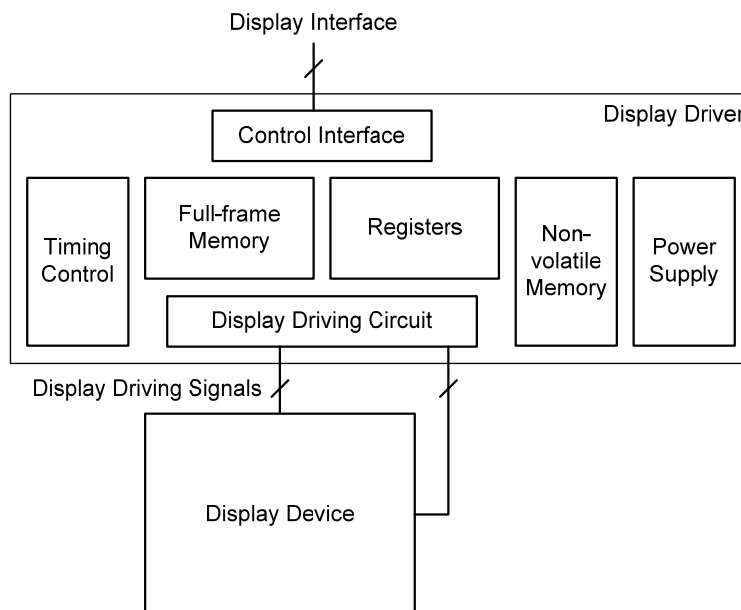 Display Interface
Display Driver
Control Interface
Timing
Control
Full-frame
Memory
Registers
Non-
volatile
Memory
Power
Supply
Display Driving Circuit
Display Driving Signals
Display Device